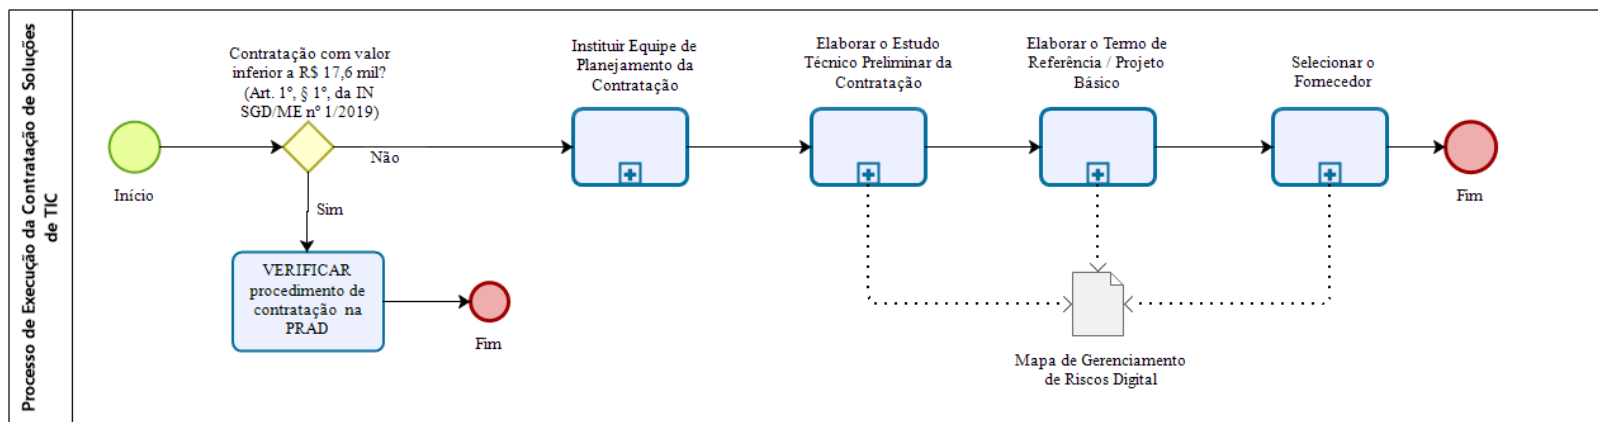 Processo de Execução da Contratação de Soluções
de TIC
Início
Contratação com valor
inferior a R$ 17,6 mil?
(Art. 1º, § 1º, da IN
SGD/ME nº 1/2019)
Não
Sim
VERIFICAR
procedimento de
contratação na
PRAD
Fim
Instituir Equipe de
Planejamento da
Contratação
Elaborar o Estudo
Técnico Preliminar da
Contratação
Elaborar o Termo de
Referência / Projeto
Básico
Selecionar o
Fornecedor
Fim
Mapa de Gerenciamento
de Riscos Digital